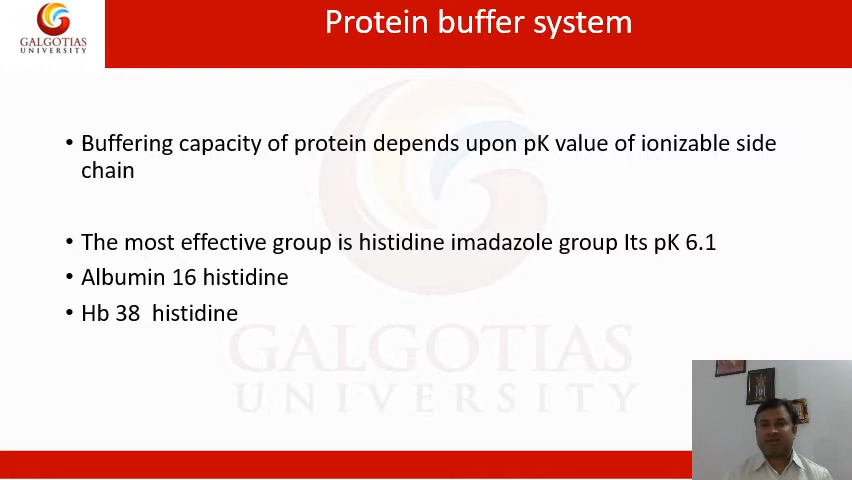 Protein buffer system
GALGOTIAS
UNIVERSITY
• Buffering capacity of protein depends upon pK value of ionizable side
chain
• The most effective group is histidine imadazole group Its pK 6.1
• Albumin 16 histidine
• Hb 38 histidine
GALGOTIAS
UNIVERSITY